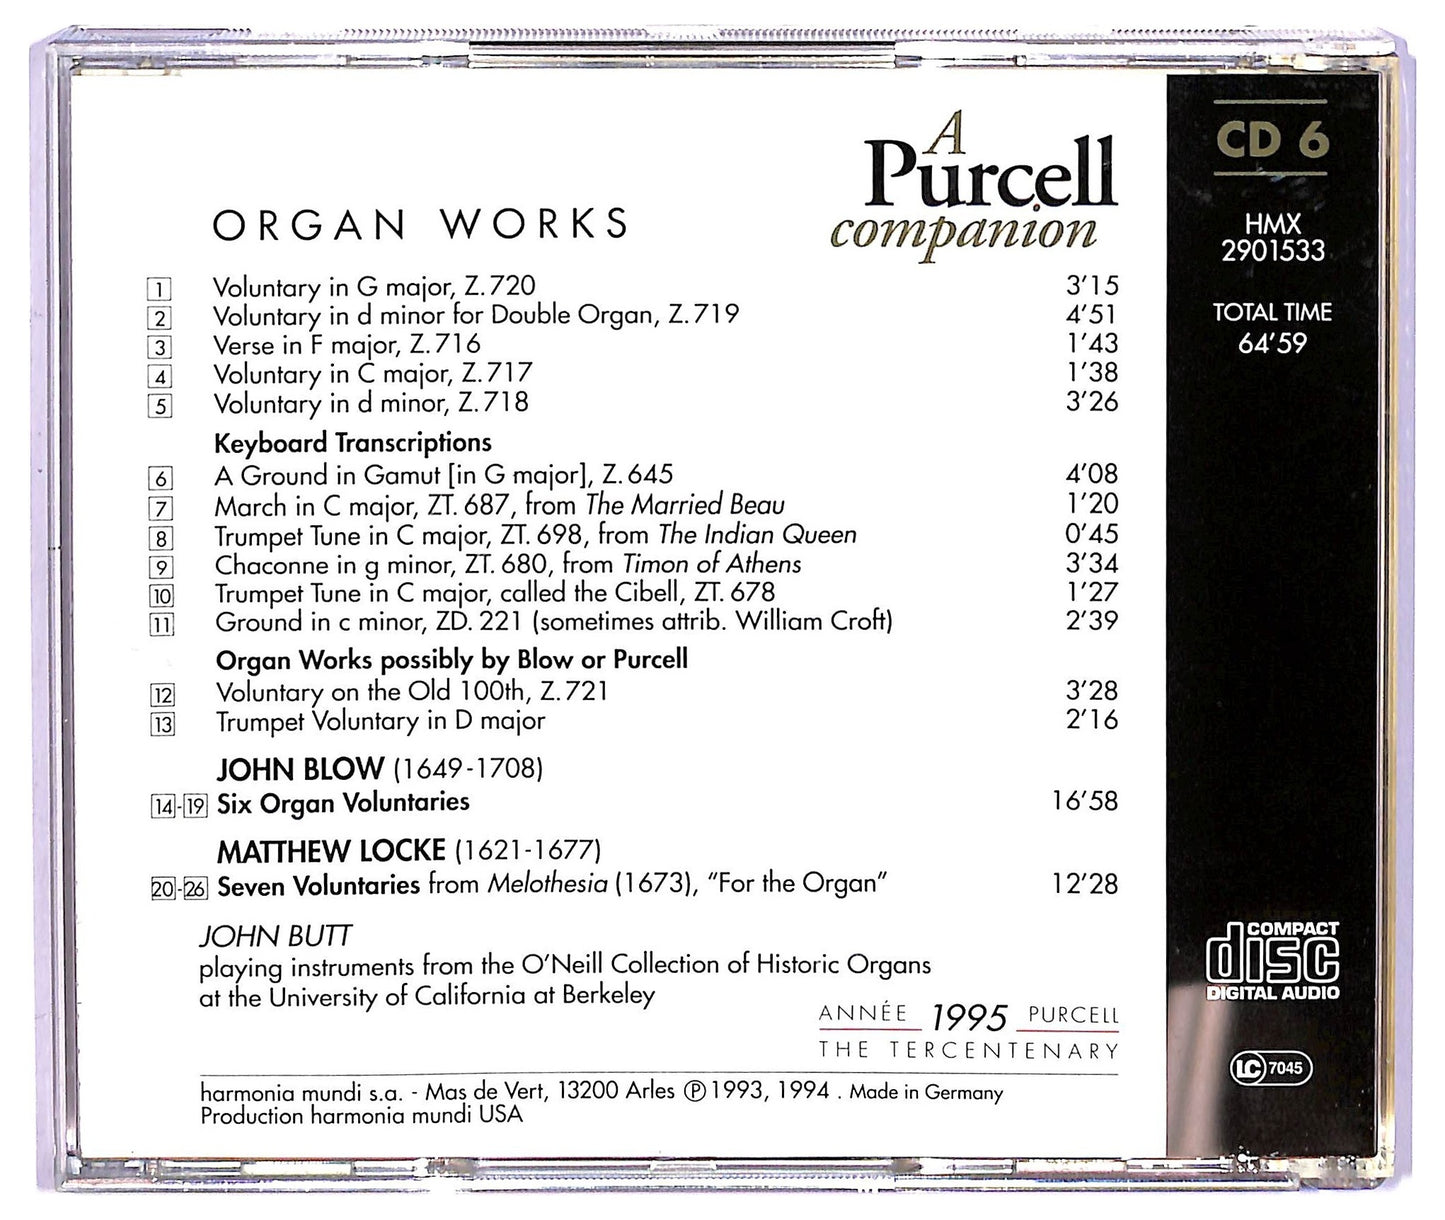 A
Purcell
companion
ORGAN WORKS
1 Voluntary in G major, Z.720 3'15
2 Voluntary in d minor for Double Organ, Z.719 4'51
3 Verse in F major, Z.716 1'43
4 Voluntary in C major, Z.717 1'38
5 Voluntary in d minor, Z.718 3'26
Keyboard Transcriptions
6 A Ground in Gamut [in G major], Z.645 4'08
7 March in C major, ZT. 687, from The Married Beau 1'20
8 Trumpet Tune in C major, ZT. 698, from The Indian Queen 0'45
9 Chaconne in g minor, ZT. 680, from Timon of Athens 3'34
10 Trumpet Tune in C major, called the Cibell, ZT. 678 1'27
11 Ground in c minor, ZD. 221 (sometimes attrib. William Croft) 2'39
Organ Works possibly by Blow or Purcell
12 Voluntary on the Old 100th, Z.721 3'28
13 Trumpet Voluntary in D major 2'16
JOHN BLOW (1649-1708)
14-19 Six Organ Voluntaries 16'58
MATTHEW LOCKE (1621-1677)
20-26 Seven Voluntaries from Melothesia (1673), "For the Organ" 12'28
JOHN BUTT
playing instruments from the O'Neill Collection of Historic Organs
at the University of California at Berkeley
ANNÉE 1995 PURCELL
THE TERCENTENARY
harmonia mundi s.a. - Mas de Vert, 13200 Arles ℗ 1993, 1994 . Made in Germany
Production harmonia mundi USA
CD 6
HMX
2901533
TOTAL TIME
64'59
COMPACT
disc
DIGITAL AUDIO
LC 7045